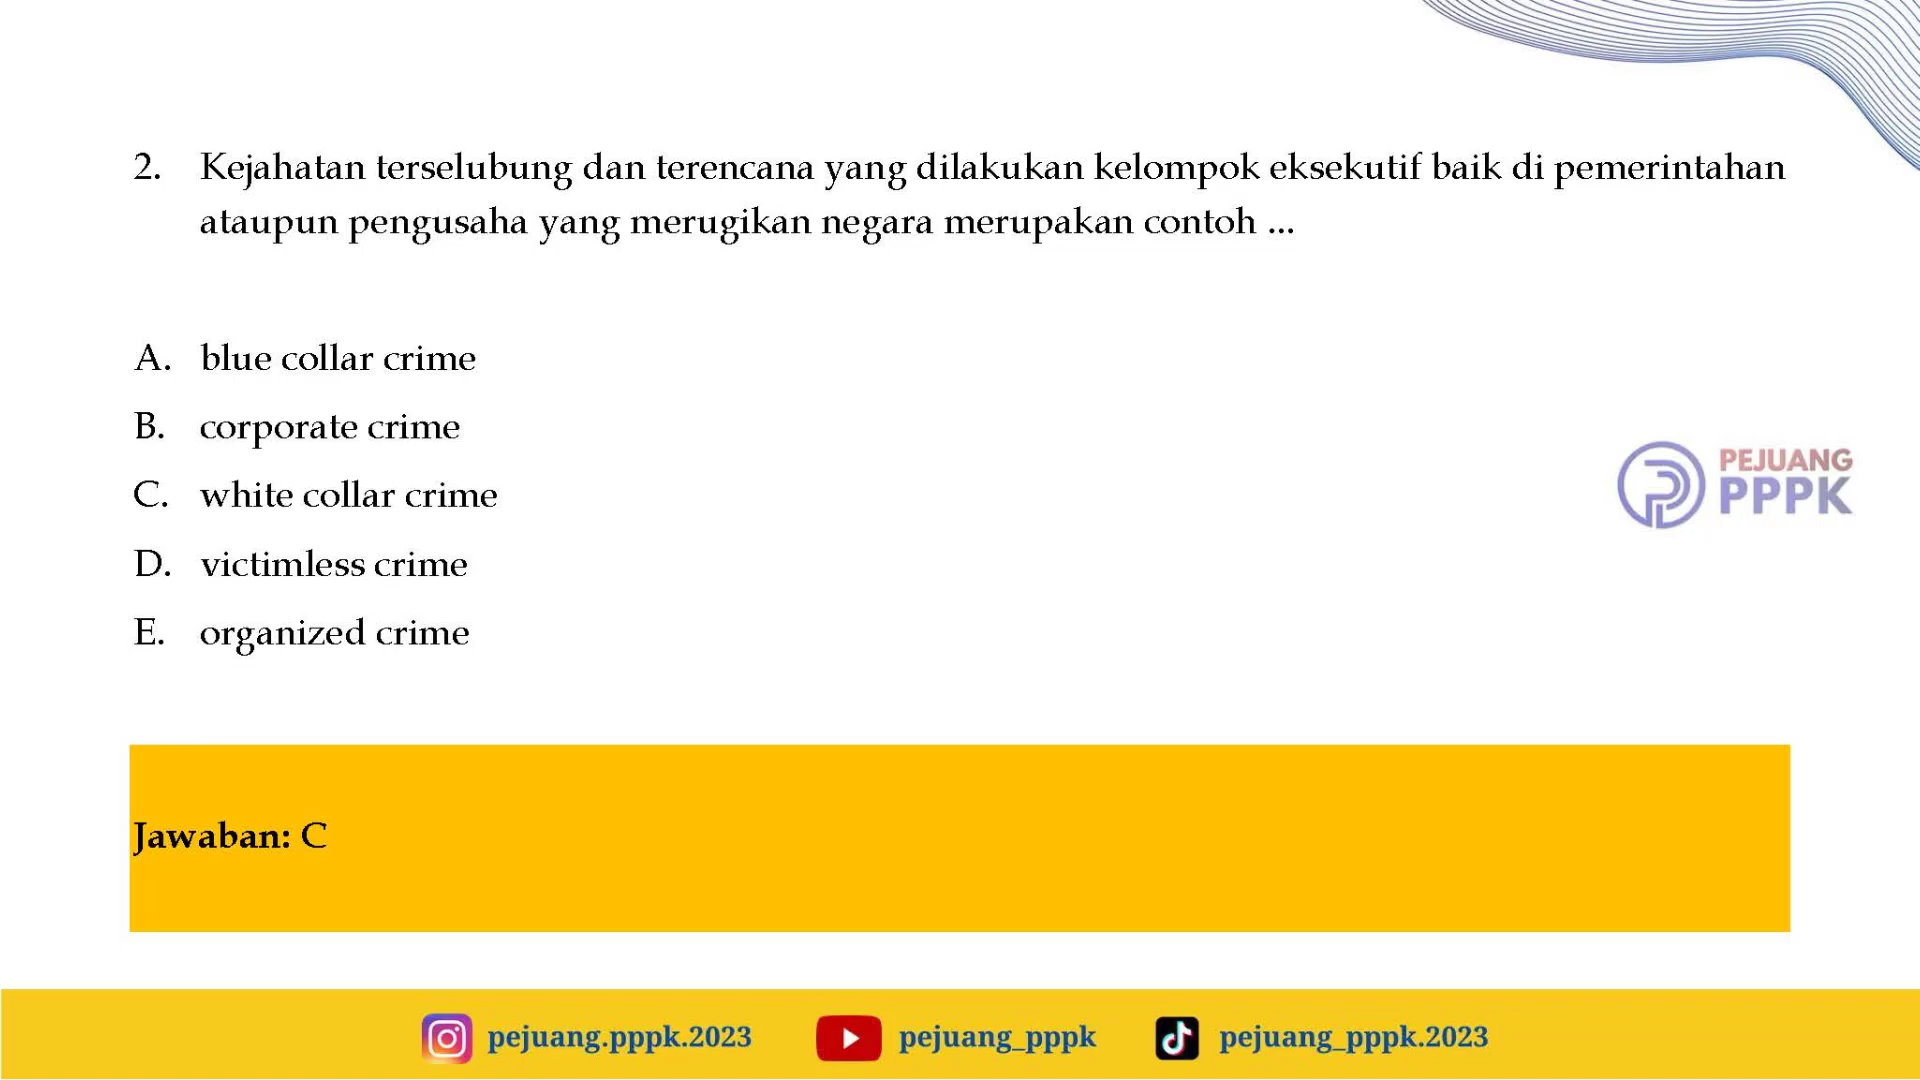 2. Kejahatan terselubung dan terencana yang dilakukan kelompok eksekutif baik di pemerintahan
ataupun pengusaha yang merugikan negara merupakan contoh ...
A. blue collar crime
B. corporate crime
C. white collar crime
D. victimless crime
E. organized crime
PEJUANG
PPPK
Jawaban: C
pejuang.pppk.2023 pejuang_pppk pejuang_pppk.2023